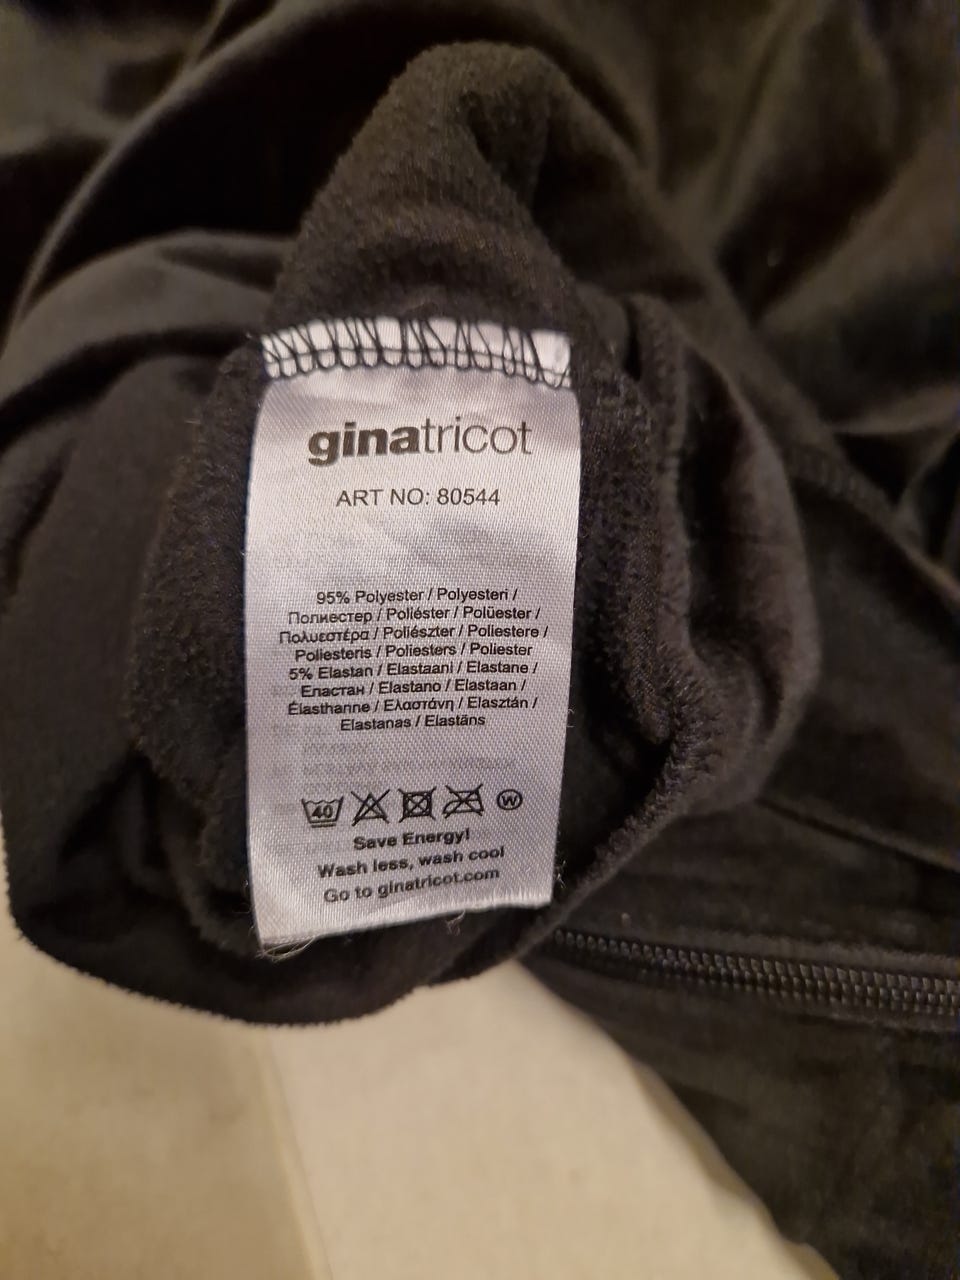 ginatricot
ART NO: 80544
95% Polyester / Polyesteri /
Полиестер / Poliéster / Polüester /
Πολυεστέρα / Poliészter / Poliestere /
Poliesteris / Poliesters / Poliester
5% Elastan / Elastaani / Elastane /
Еластан / Elastano / Elastaan /
Élasthanne / Ελαστάνη / Elasztán /
Elastanas / Elastāns
40 W
Save Energy!
Wash less, wash cool
Go to ginatricot.com